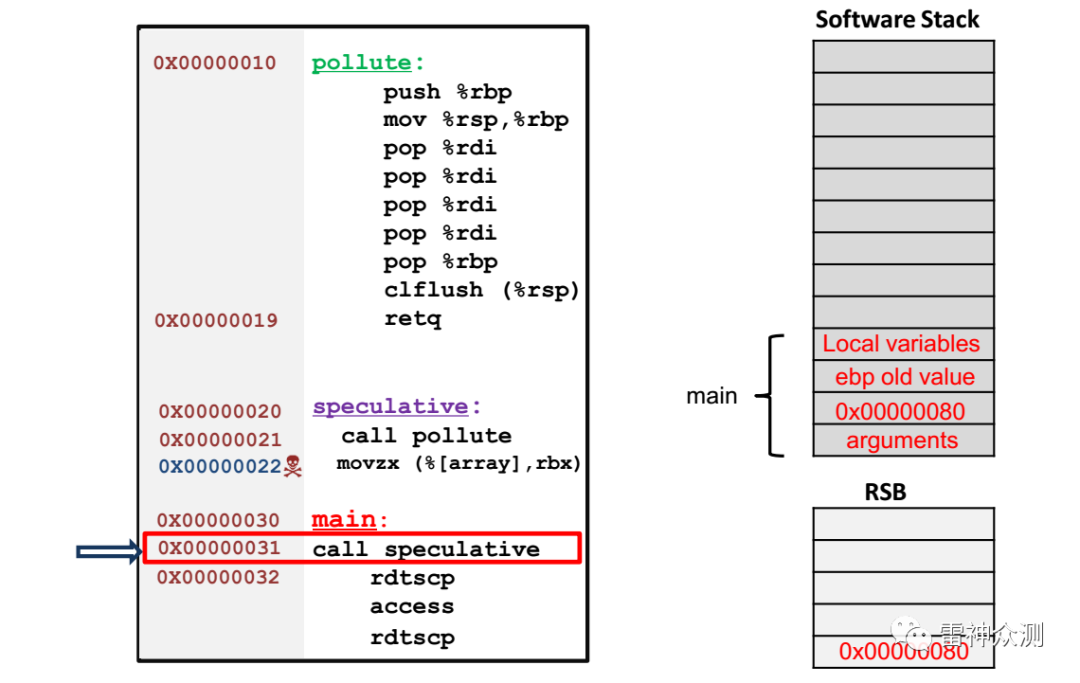 Software Stack
0X00000010 pollute:
push %rbp
mov %rsp,%rbp
pop %rdi
pop %rdi
pop %rdi
pop %rdi
pop %rbp
clflush (%rsp)
0X00000019 retq
0X00000020 speculative:
0X00000021 call pollute
0X00000022 movzx (%[array],rbx)
0X00000030 main:
0X00000031 call speculative
0X00000032 rdtscp
access
rdtscp
main
Local variables
ebp old value
0x00000080
arguments
RSB
雷神众测
0x00000080